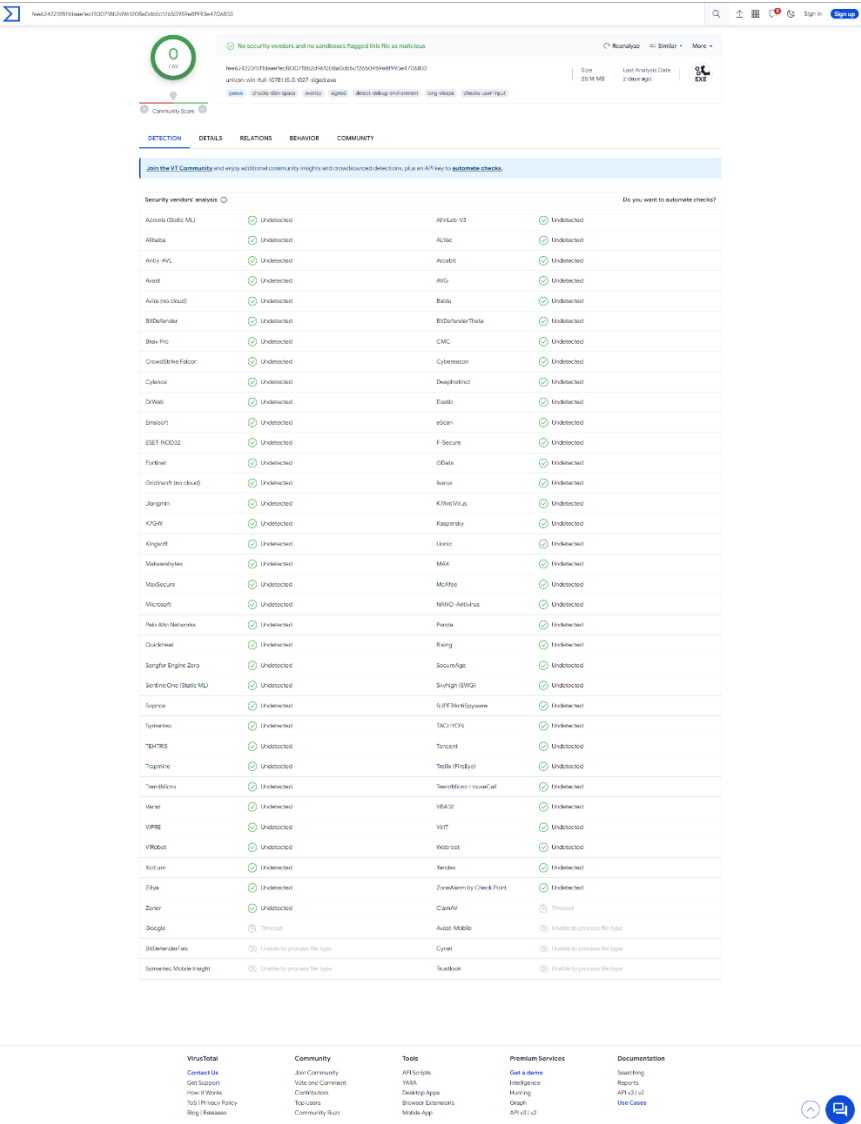 Sign in Sign up
0
/ 69
Community Score
No security vendors and no sandboxes flagged this file as malicious
Reanalyze Similar More
univpn-win-full-10781.15.0.1027-siged.exe
peexe checks-disk-space overlay signed detect-debug-environment long-sleeps checks-user-input
Size
28.14 MB
Last Analysis Date
2 days ago
EXE
DETECTION DETAILS RELATIONS BEHAVIOR COMMUNITY
Join the VT Community and enjoy additional community insights and crowdsourced detections, plus an API key to automate checks.
Security vendors' analysis Do you want to automate checks?
Acronis (Static ML) Undetected AhnLab-V3 Undetected
Alibaba Undetected ALYac Undetected
Antiy-AVL Undetected Arcabit Undetected
Avast Undetected AVG Undetected
Avira (no cloud) Undetected Baidu Undetected
BitDefender Undetected BitDefenderTheta Undetected
Bkav Pro Undetected CMC Undetected
CrowdStrike Falcon Undetected Cybereason Undetected
Cylance Undetected DeepInstinct Undetected
DrWeb Undetected Elastic Undetected
Emsisoft Undetected eScan Undetected
ESET-NOD32 Undetected F-Secure Undetected
Fortinet Undetected GData Undetected
Gridinsoft (no cloud) Undetected Ikarus Undetected
Jiangmin Undetected K7AntiVirus Undetected
K7GW Undetected Kaspersky Undetected
Kingsoft Undetected Lionic Undetected
Malwarebytes Undetected MAX Undetected
MaxSecure Undetected McAfee Undetected
Microsoft Undetected NANO-Antivirus Undetected
Palo Alto Networks Undetected Panda Undetected
QuickHeal Undetected Rising Undetected
Sangfor Engine Zero Undetected SecureAge Undetected
SentinelOne (Static ML) Undetected Skyhigh (SWG) Undetected
Sophos Undetected SUPERAntiSpyware Undetected
Symantec Undetected TACHYON Undetected
TEHTRIS Undetected Tencent Undetected
Trapmine Undetected Trellix (FireEye) Undetected
TrendMicro Undetected TrendMicro-HouseCall Undetected
Varist Undetected VBA32 Undetected
VIPRE Undetected VirIT Undetected
ViRobot Undetected Webroot Undetected
Xcitium Undetected Yandex Undetected
Zillya Undetected ZoneAlarm by Check Point Undetected
Zoner Undetected ClamAV Timeout
Google Timeout Avast-Mobile Unable to process file type
BitDefenderFalx Unable to process file type Cynet Unable to process file type
Symantec Mobile Insight Unable to process file type Trustlook Unable to process file type
VirusTotal Community Tools Premium Services Documentation
Contact Us Join Community API Scripts Get a demo Searching
Get Support Vote and Comment YARA Intelligence Reports
How It Works Contributors Desktop Apps Hunting API v3 | v2
ToS | Privacy Policy Top Users Browser Extensions Graph Use Cases
Blog | Releases Community Buzz Mobile App API v3 | v2